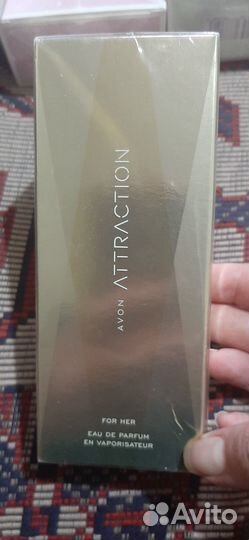 AVON ATTRACTION
FOR HER
EAU DE PARFUM
EN VAPORISATEUR
Avito